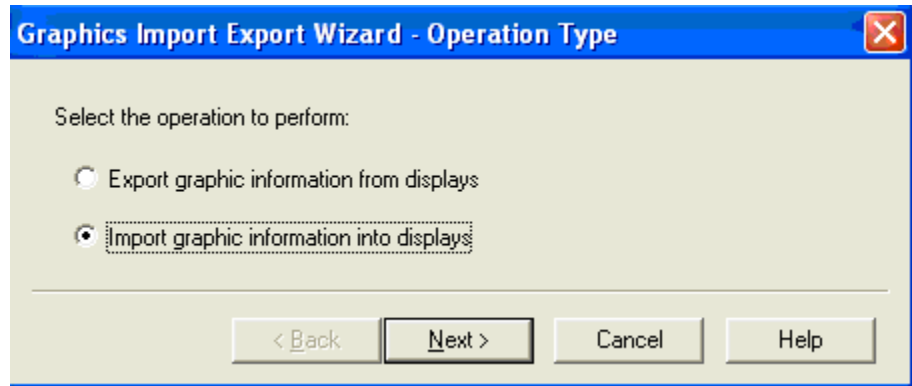 Graphics Import Export Wizard - Operation Type
Select the operation to perform:
Export graphic information from displays
Import graphic information into displays
< Back Next > Cancel Help